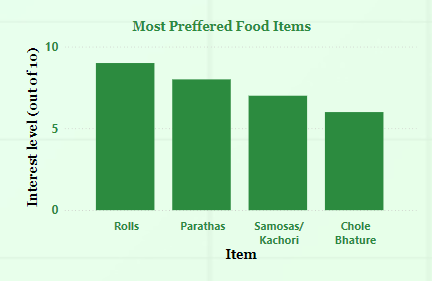 Most Preffered Food Items
Interest level (out of 10)
10
5
0
Rolls
Parathas
Samosas/
Kachori
Chole
Bhature
Item